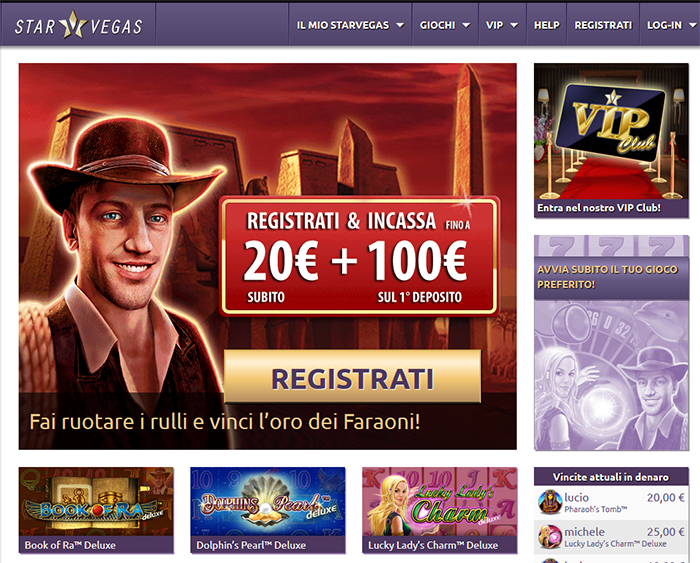 STAR VEGAS
IL MIO STARVEGAS
GIOCHI
VIP
HELP
REGISTRATI
LOG-IN
REGISTRATI & INCASSA FINO A
20€ + 100€
SUBITO SUL 1° DEPOSITO
REGISTRATI
Fai ruotare i rulli e vinci l'oro dei Faraoni!
VIP
Club
Entra nel nostro VIP Club!
AVVIA SUBITO IL TUO GIOCO
PREFERITO!
BOOK OF RA™
deluxe
Book of Ra™ Deluxe
Dolphin's Pearl™
deluxe
Dolphin's Pearl™ Deluxe
Lucky Lady's
Charm™
deluxe
Lucky Lady's Charm™ Deluxe
Vincite attuali in denaro
lucio 20,00 €
Pharaoh's Tomb™
michele 25,00 €
Lucky Lady's Charm™ Deluxe